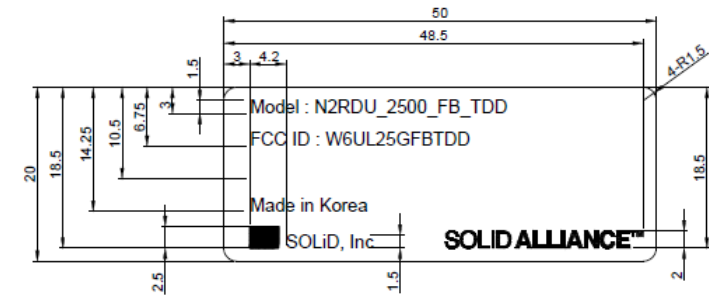 50
48.5
3 4.2
1.5
4-R1.5
3
6.75
10.5
14.25
18.5
20
Model : N2RDU_2500_FB_TDD
FCC ID : W6UL25GFBTDD
18.5
Made in Korea
SOLiD, Inc
SOLiD ALLIANCE™
2.5
1.5
2